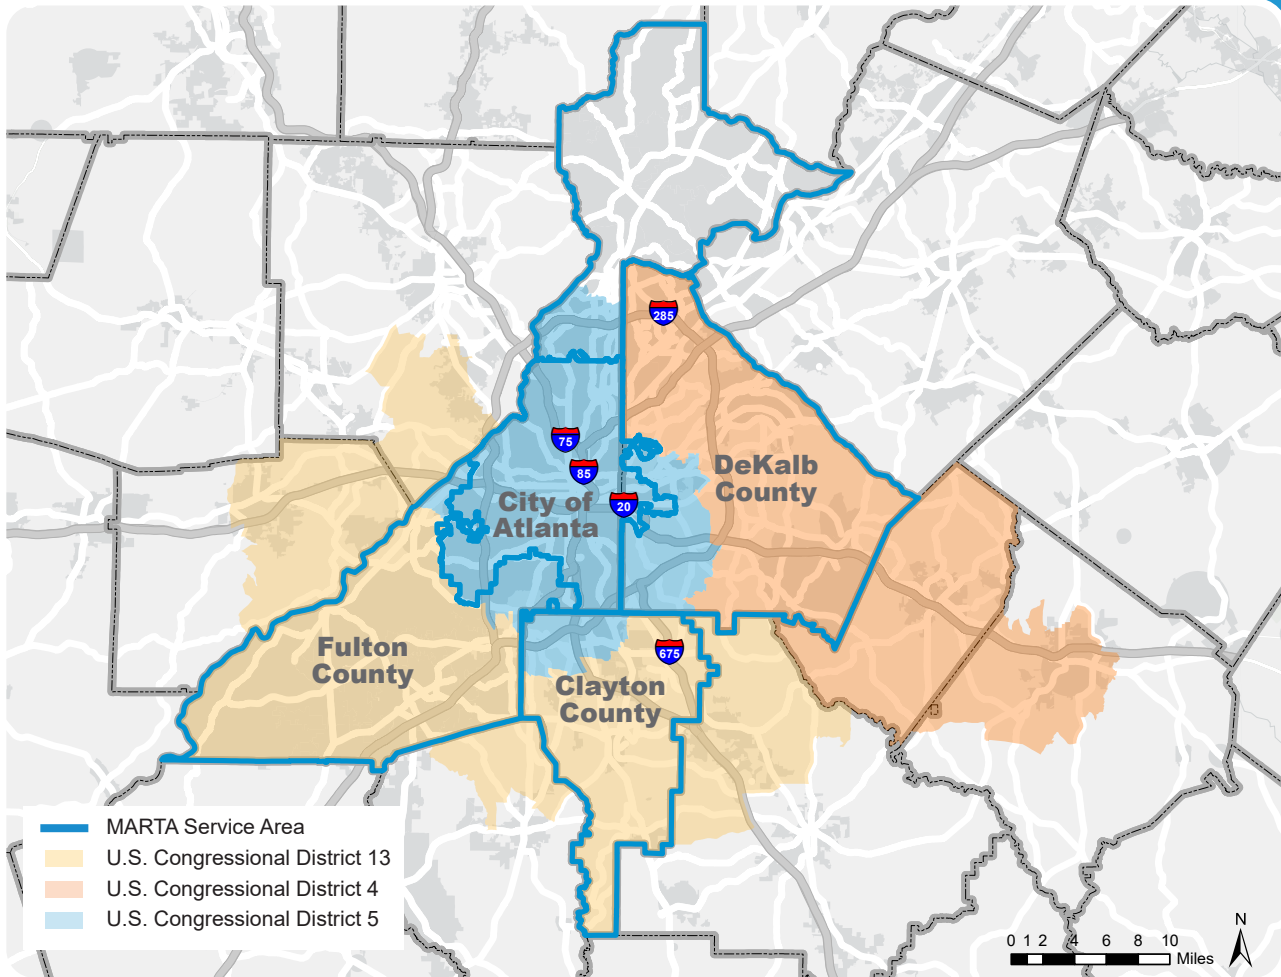 285
75
85
20
DeKalb
County
City of
Atlanta
Fulton
County
675
Clayton
County
MARTA Service Area
U.S. Congressional District 13
U.S. Congressional District 4
U.S. Congressional District 5
N
0 1 2 4 6 8 10
Miles